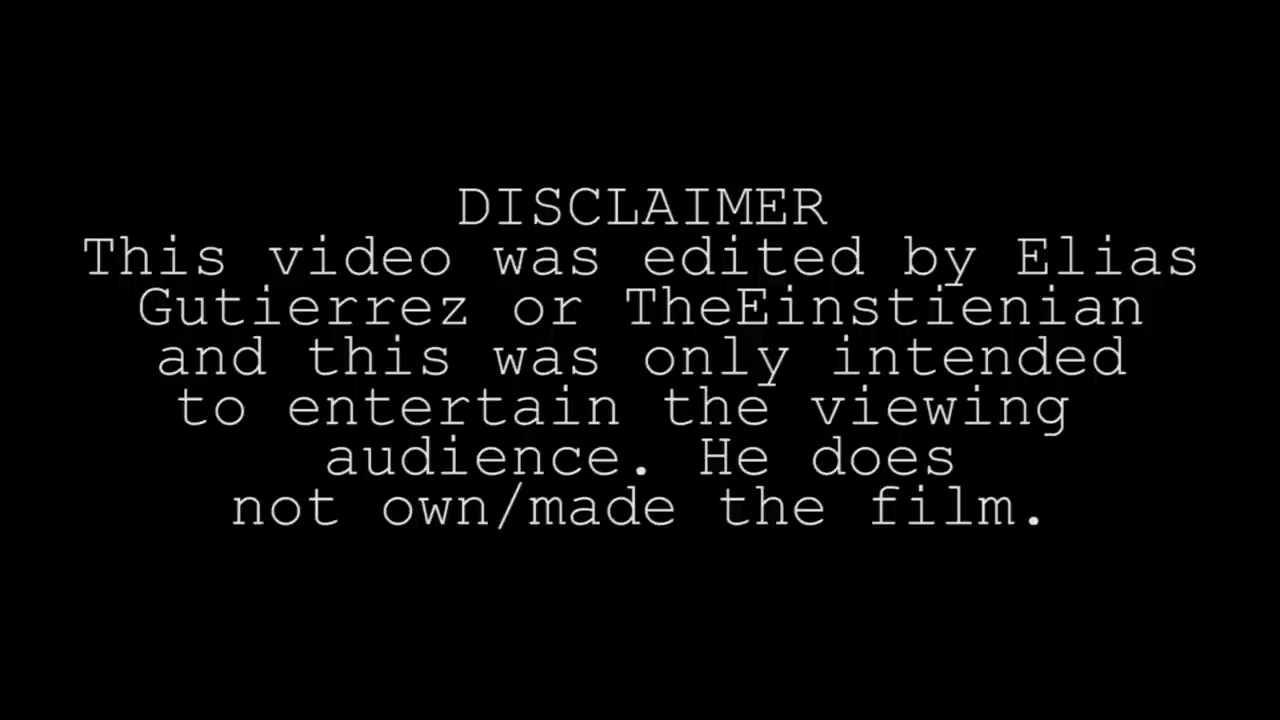 DISCLAIMER
This video was edited by Elias
Gutierrez or TheEinstienian
and this was only intended
to entertain the viewing
audience. He does
not own/made the film.